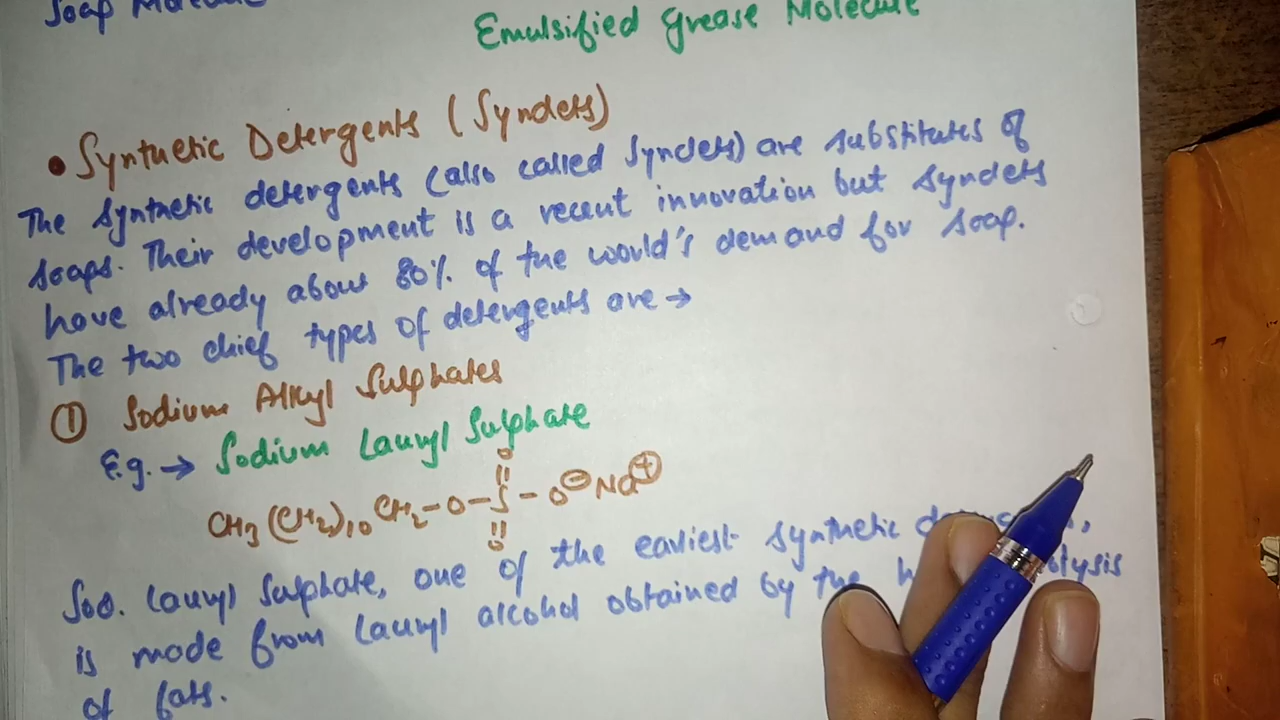 Soap Molecule
Emulsified Grease Molecule
• Synthetic Detergents (Syndets)
The synthetic detergents (also called Syndets) are substitutes of
soaps. Their development is a recent innovation but syndets
have already about 80% of the world's demand for soap.
The two chief types of detergents are →
① Sodium Alkyl Sulphates
E.g. → Sodium Lauryl Sulphate
O
||
CH₃(CH₂)₁₀CH₂-O-S-O⊖Na⊕
||
O
Sod. Lauryl Sulphate, one of the earliest synthetic
is made from Lauryl alcohol obtained by the
of fats.